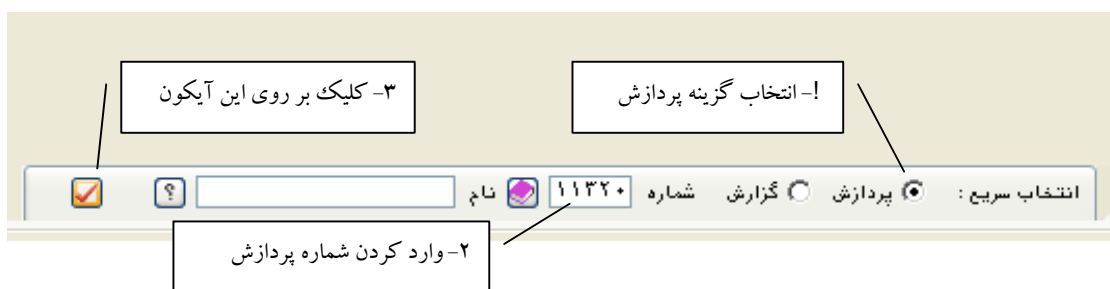 ۳- کلیك بر روی این آیکون
!- انتخاب گزینه پردازش
انتخاب سریع : پردازش گزارش شماره ۱۱۳۲۰ نام ؟
۲- وارد کردن شماره پردازش